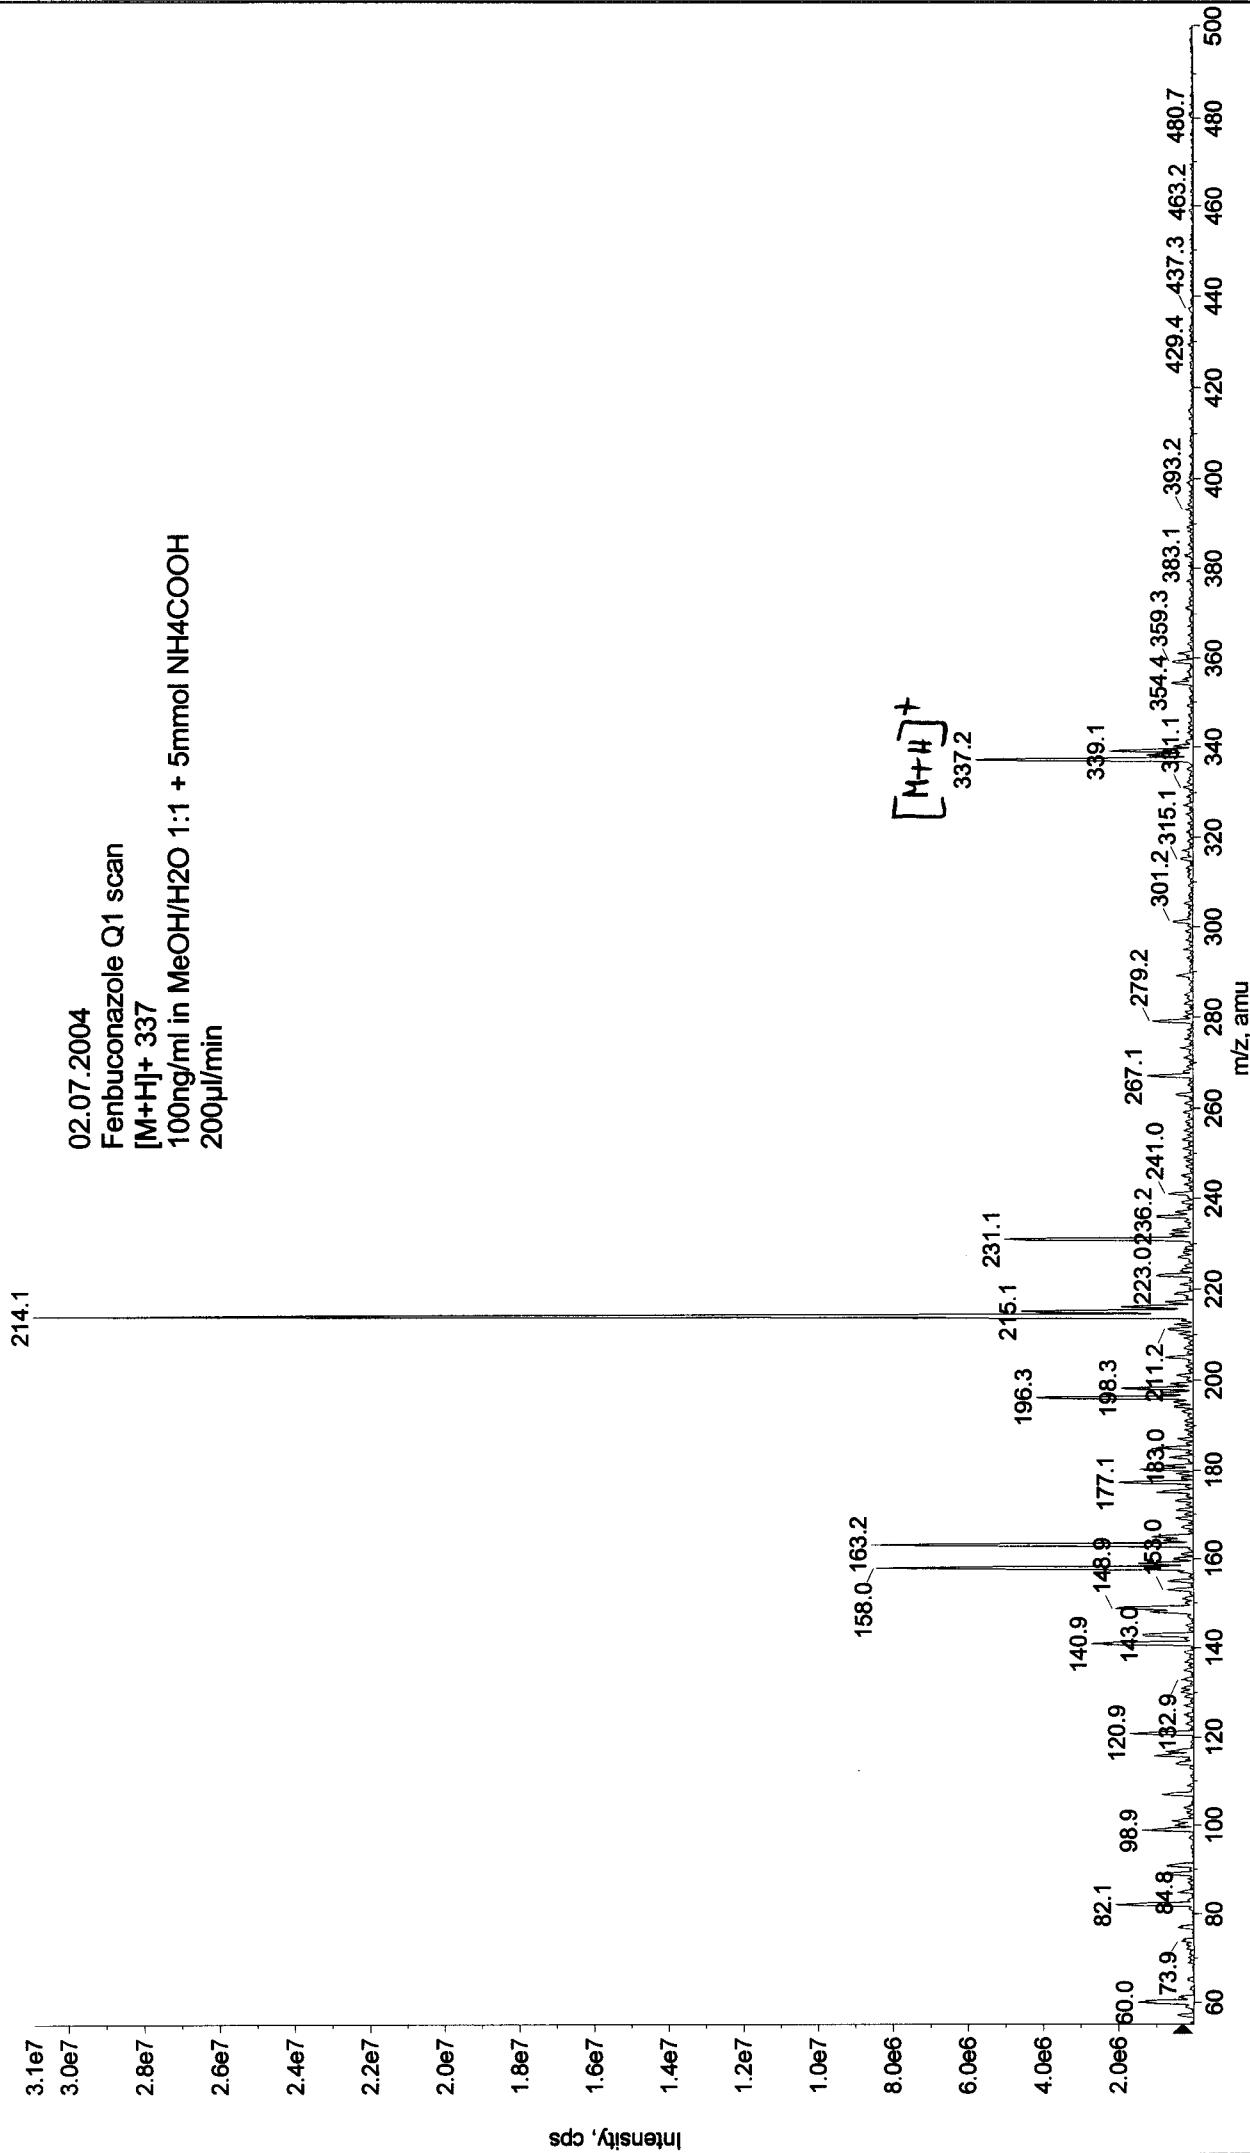 02.07.2004
Fenbuconazole Q1 scan
[M+H]+ 337
100ng/ml in MeOH/H2O 1:1 + 5mmol NH4COOH
200µl/min
[M+H]+
214.1
337.2
339.1
331.1
158.0
163.2
231.1
215.1
196.3
198.3
211.2
223.0
236.2
241.0
267.1
279.2
301.2
315.1
354.4
359.3
383.1
393.2
429.4
437.3
463.2
480.7
60.0
73.9
82.1
84.8
98.9
120.9
132.9
140.9
143.0
148.9
153.0
177.1
183.0
3.1e7
3.0e7
2.8e7
2.6e7
2.4e7
2.2e7
2.0e7
1.8e7
1.6e7
1.4e7
1.2e7
1.0e7
8.0e6
6.0e6
4.0e6
2.0e6
Intensity, cps
60 80 100 120 140 160 180 200 220 240 260 280 300 320 340 360 380 400 420 440 460 480 500
m/z, amu